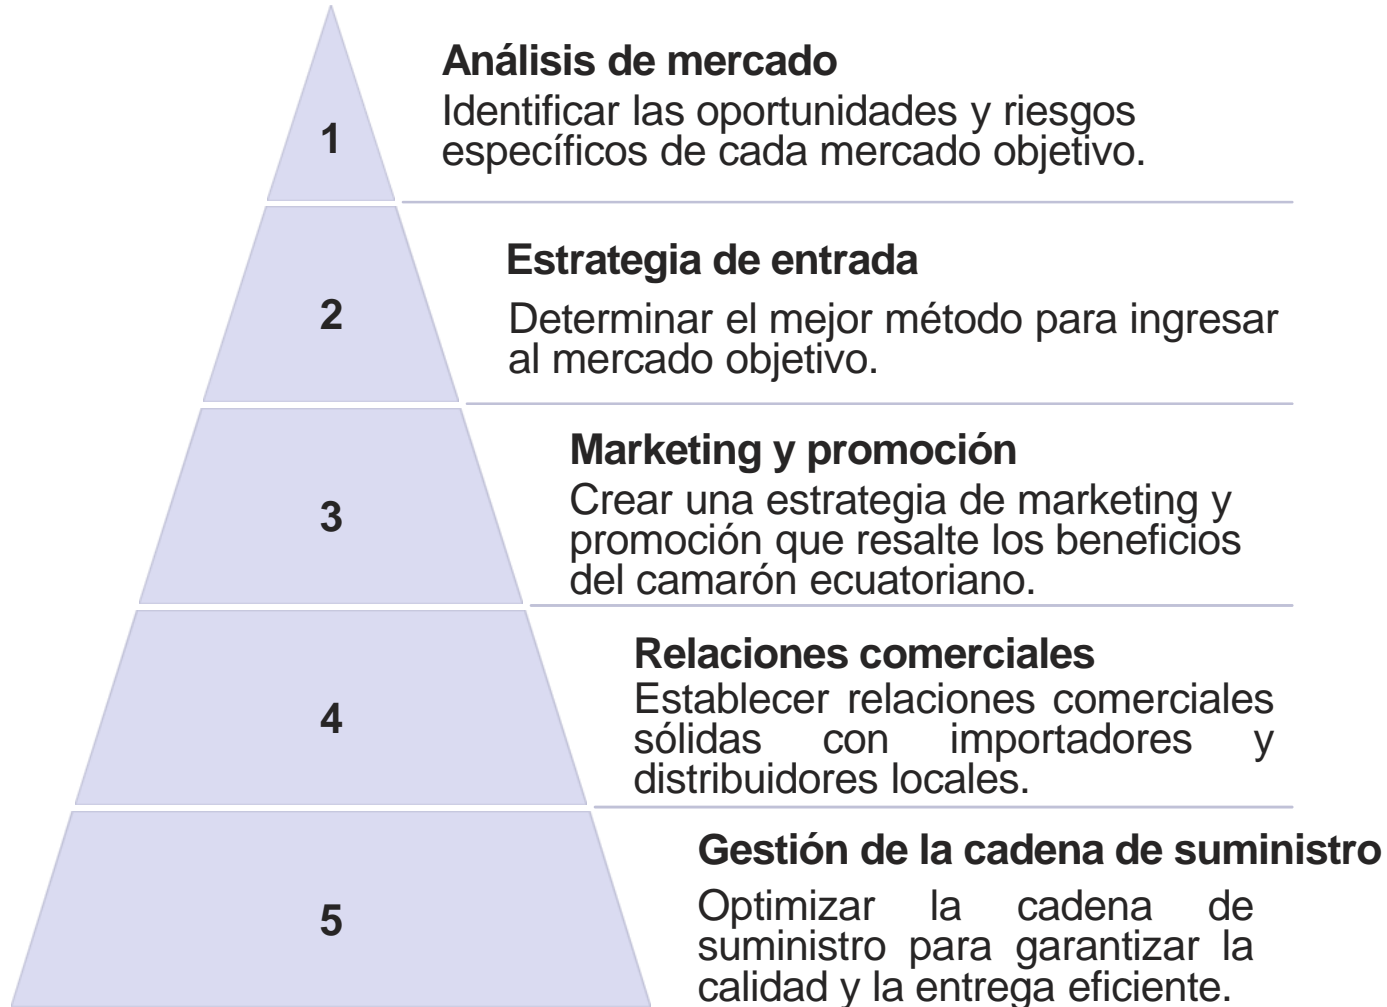 1
Análisis de mercado
Identificar las oportunidades y riesgos
específicos de cada mercado objetivo.
2
Estrategia de entrada
Determinar el mejor método para ingresar
al mercado objetivo.
3
Marketing y promoción
Crear una estrategia de marketing y
promoción que resalte los beneficios
del camarón ecuatoriano.
4
Relaciones comerciales
Establecer relaciones comerciales
sólidas con importadores y
distribuidores locales.
5
Gestión de la cadena de suministro
Optimizar la cadena de
suministro para garantizar la
calidad y la entrega eficiente.